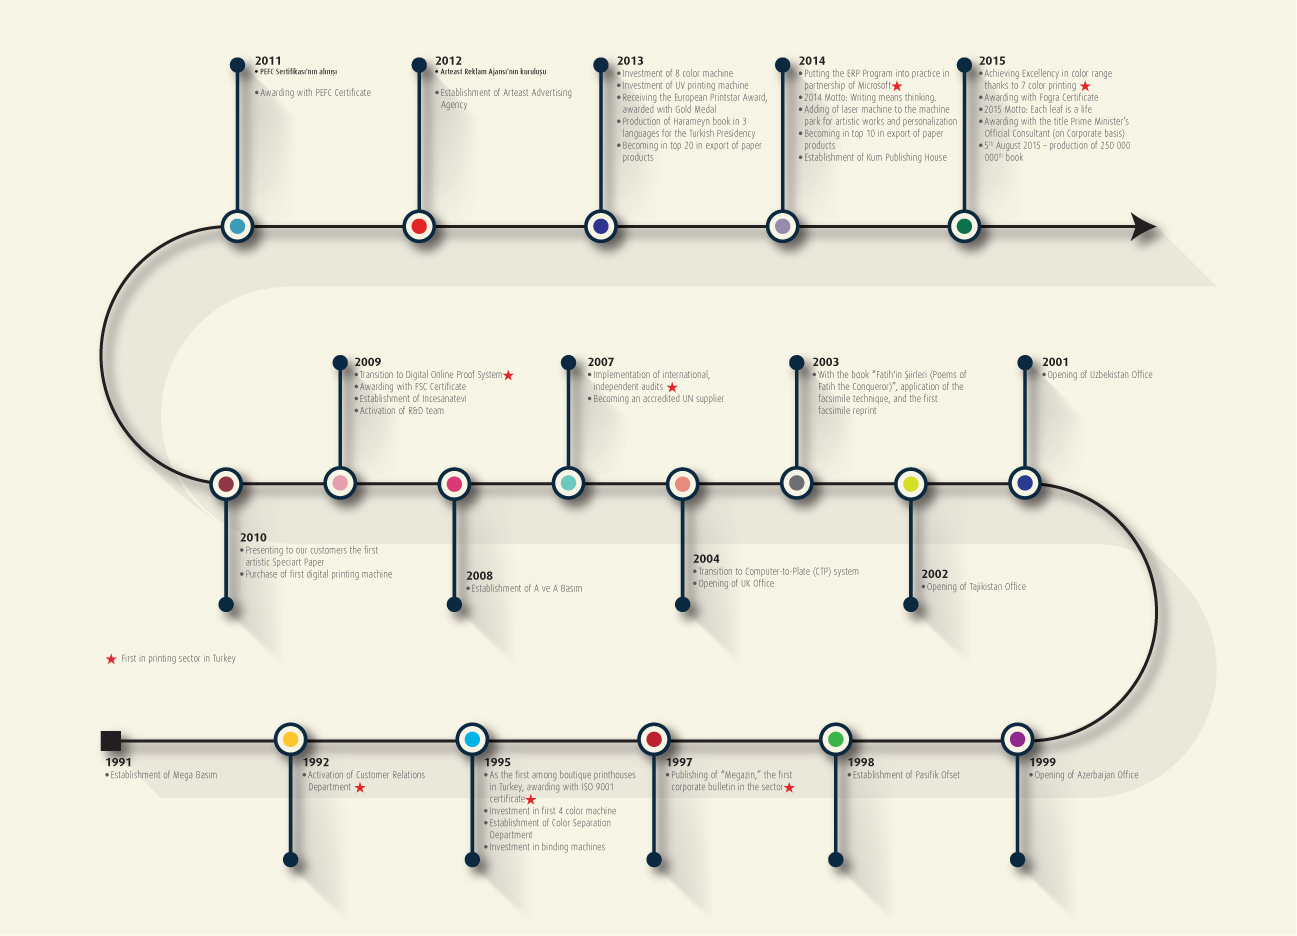 2011
• PEFC Sertifikası'nın alınışı
• Awarding with PEFC Certificate
2012
• Arteast Reklam Ajansı'nın kuruluşu
• Establishment of Arteast Advertising
Agency
2013
• Investment of 8 color machine
• Investment of UV printing machine
• Receiving the European Printstar Award,
awarded with Gold Medal
• Production of Harameyn book in 3
languages for the Turkish Presidency
• Becoming in top 20 in export of paper
products
2014
• Putting the ERP Program into practice in
partnership of Microsoft
• 2014 Motto: Writing means thinking.
• Adding of laser machine to the machine
park for artistic works and personalization
• Becoming in top 10 in export of paper
products
• Establishment of Kum Publishing House
2015
• Achieving Excellency in color range
thanks to 7 color printing
• Awarding with Fogra Certificate
• 2015 Motto: Each leaf is a life
• Awarding with the title Prime Minister's
Official Consultant (on Corporate basis)
• 5th August 2015 – production of 250 000
000th book
2009
• Transition to Digital Online Proof System
• Awarding with FSC Certificate
• Establishment of Incesanatevi
• Activation of R&D team
2007
• Implementation of international,
independent audits
• Becoming an accredited UN supplier
2003
• With the book "Fatih'in Şiirleri (Poems of
Fatih the Conqueror)", application of the
facsimile technique, and the first
facsimile reprint
2001
• Opening of Uzbekistan Office
2010
• Presenting to our customers the first
artistic Speciart Paper
• Purchase of first digital printing machine
2008
• Establishment of A ve A Basım
2004
• Transition to Computer-to-Plate (CTP) system
• Opening of UK Office
2002
• Opening of Tajikistan Office
First in printing sector in Turkey
1991
• Establishment of Mega Basım
1992
• Activation of Customer Relations
Department
1995
• As the first among boutique printhouses
in Turkey, awarding with ISO 9001
certificate
• Investment in first 4 color machine
• Establishment of Color Separation
Department
• Investment in binding machines
1997
• Publishing of "Megazin," the first
corporate bulletin in the sector
1998
• Establishment of Pasifik Ofset
1999
• Opening of Azerbaijan Office